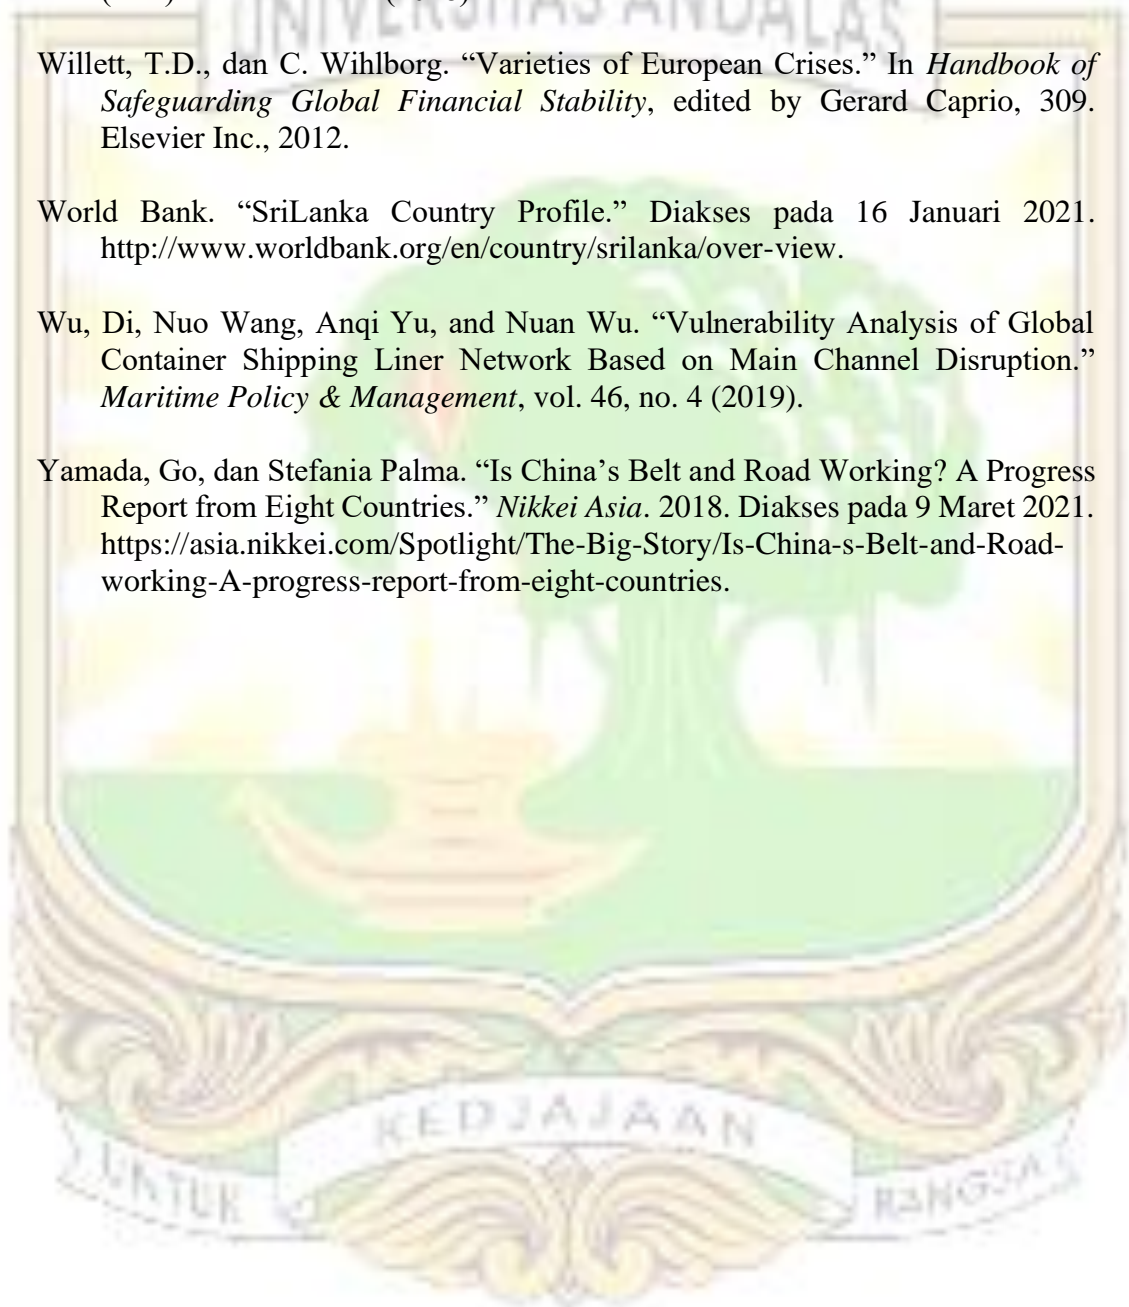 UNIVERSITAS ANDALAS
Willett, T.D., dan C. Wihlborg. “Varieties of European Crises.” In Handbook of
Safeguarding Global Financial Stability, edited by Gerard Caprio, 309.
Elsevier Inc., 2012.
World Bank. “SriLanka Country Profile.” Diakses pada 16 Januari 2021.
http://www.worldbank.org/en/country/srilanka/over-view.
Wu, Di, Nuo Wang, Anqi Yu, and Nuan Wu. “Vulnerability Analysis of Global
Container Shipping Liner Network Based on Main Channel Disruption.”
Maritime Policy & Management, vol. 46, no. 4 (2019).
Yamada, Go, dan Stefania Palma. “Is China’s Belt and Road Working? A Progress
Report from Eight Countries.” Nikkei Asia. 2018. Diakses pada 9 Maret 2021.
https://asia.nikkei.com/Spotlight/The-Big-Story/Is-China-s-Belt-and-Road-
working-A-progress-report-from-eight-countries.
UNTUK KEDJAJAAN BANGSA